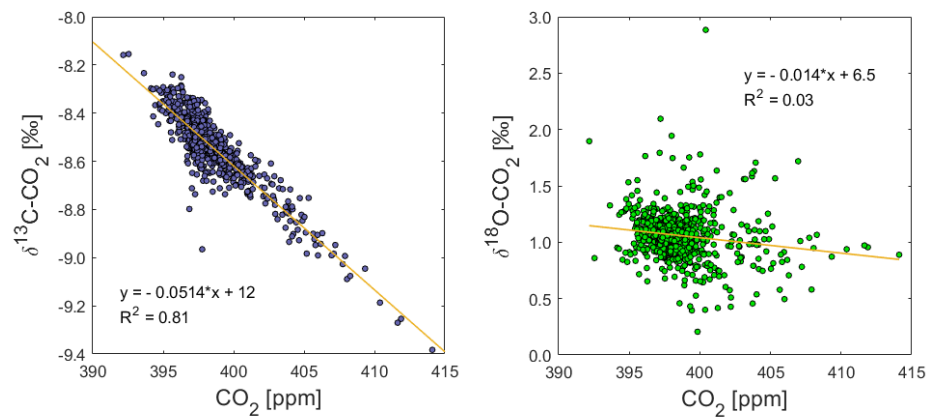 -8.0
-8.2
-8.4
-8.6
-8.8
-9.0
-9.2
-9.4
δ¹³C-CO₂ [‰]
y = - 0.0514*x + 12
R² = 0.81
390 395 400 405 410 415
CO₂ [ppm]
3.0
2.5
2.0
1.5
1.0
0.5
0.0
δ¹⁸O-CO₂ [‰]
y = - 0.014*x + 6.5
R² = 0.03
390 395 400 405 410 415
CO₂ [ppm]